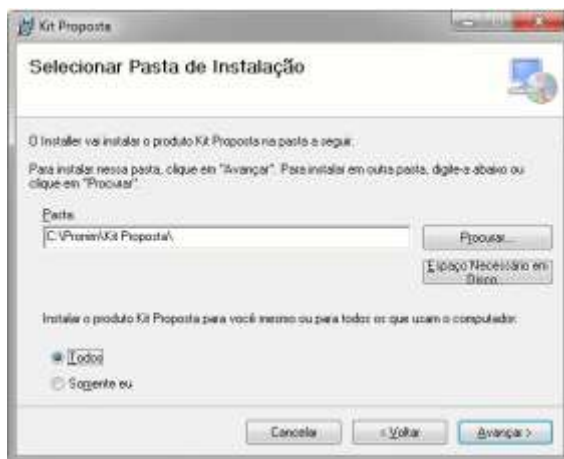 Kit Proposta
Selecionar Pasta de Instalação
O Installer vai instalar o produto Kit Proposta na pasta a seguir.
Para instalar nessa pasta, clique em "Avançar". Para instalar em outra pasta, digite-a abaixo ou
clique em "Procurar".
Pasta:
C:\Pronim\Kit Proposta\
Procurar...
Espaço Necessário em
Disco...
Instalar o produto Kit Proposta para você mesmo ou para todos os que usam o computador:
Todos
Somente eu
Cancelar
< Voltar
Avançar >